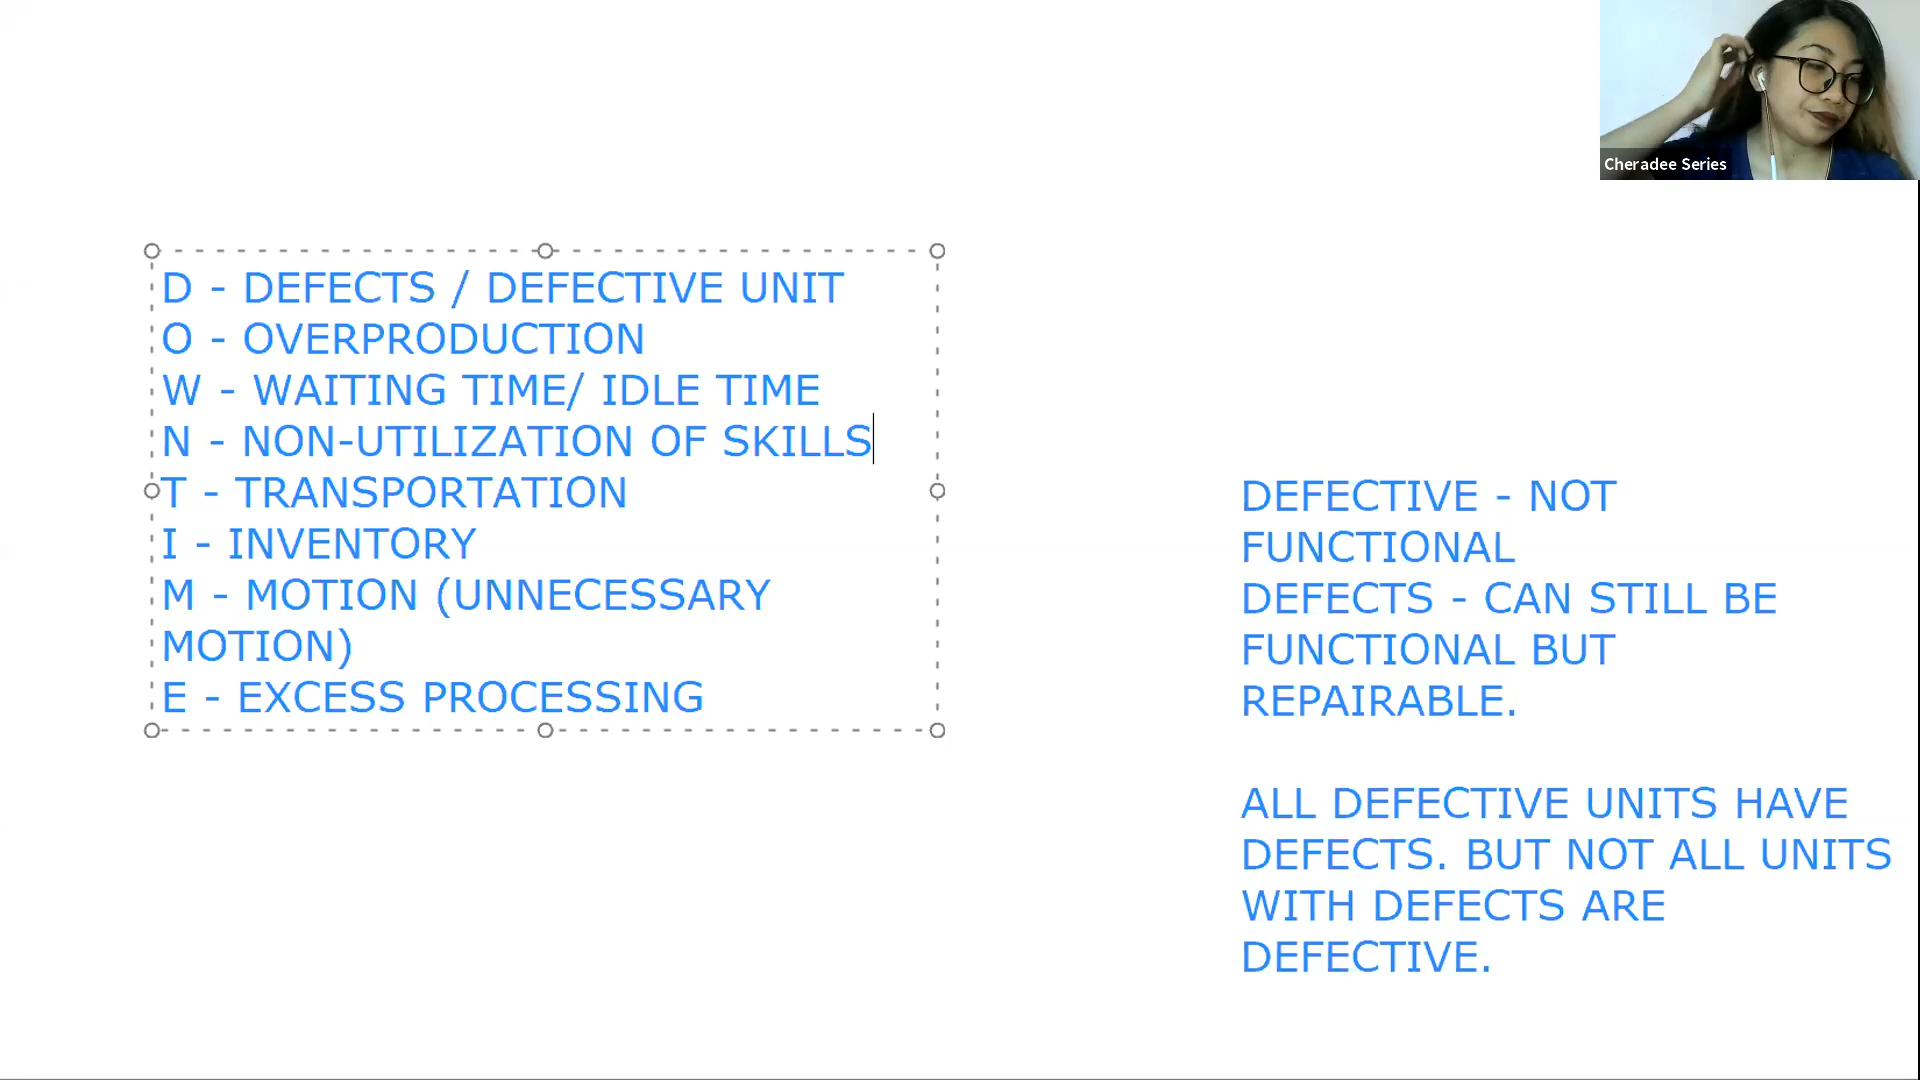 Cheradee Series
D - DEFECTS / DEFECTIVE UNIT
O - OVERPRODUCTION
W - WAITING TIME/ IDLE TIME
N - NON-UTILIZATION OF SKILLS
T - TRANSPORTATION
I - INVENTORY
M - MOTION (UNNECESSARY
MOTION)
E - EXCESS PROCESSING
DEFECTIVE - NOT
FUNCTIONAL
DEFECTS - CAN STILL BE
FUNCTIONAL BUT
REPAIRABLE.
ALL DEFECTIVE UNITS HAVE
DEFECTS. BUT NOT ALL UNITS
WITH DEFECTS ARE
DEFECTIVE.